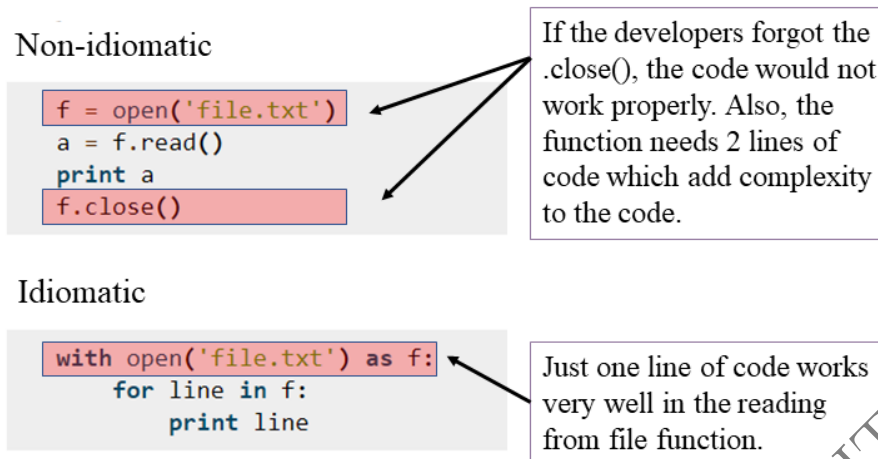 Non-idiomatic
f = open('file.txt')
a = f.read()
print a
f.close()
If the developers forgot the
.close(), the code would not
work properly. Also, the
function needs 2 lines of
code which add complexity
to the code.
Idiomatic
with open('file.txt') as f:
    for line in f:
        print line
Just one line of code works
very well in the reading
from file function.